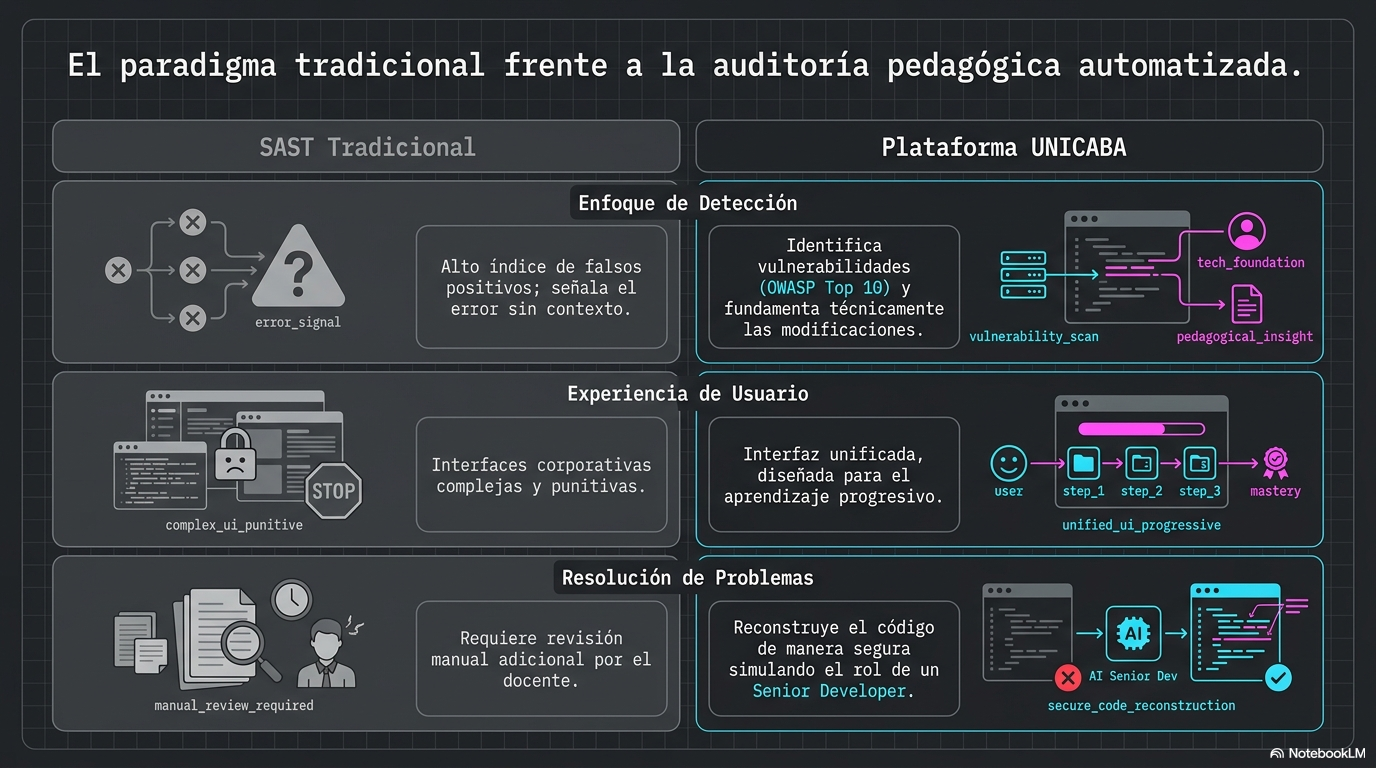 El paradigma tradicional frente a la auditoría pedagógica automatizada.
SAST Tradicional
Plataforma UNICABA
Enfoque de Detección
?
error_signal
Alto índice de falsos
positivos; señala el
error sin contexto.
Identifica
vulnerabilidades
(OWASP Top 10) y
fundamenta técnicamente
las modificaciones.
vulnerability_scan
tech_foundation
pedagogical_insight
Experiencia de Usuario
STOP
complex_ui_punitive
Interfaces corporativas
complejas y punitivas.
Interfaz unificada,
diseñada para el
aprendizaje progresivo.
user
step_1
step_2
step_3
mastery
unified_ui_progressive
Resolución de Problemas
manual_review_required
Requiere revisión
manual adicional por el
docente.
Reconstruye el código
de manera segura
simulando el rol de un
Senior Developer.
AI
AI Senior Dev
secure_code_reconstruction
NotebookLM